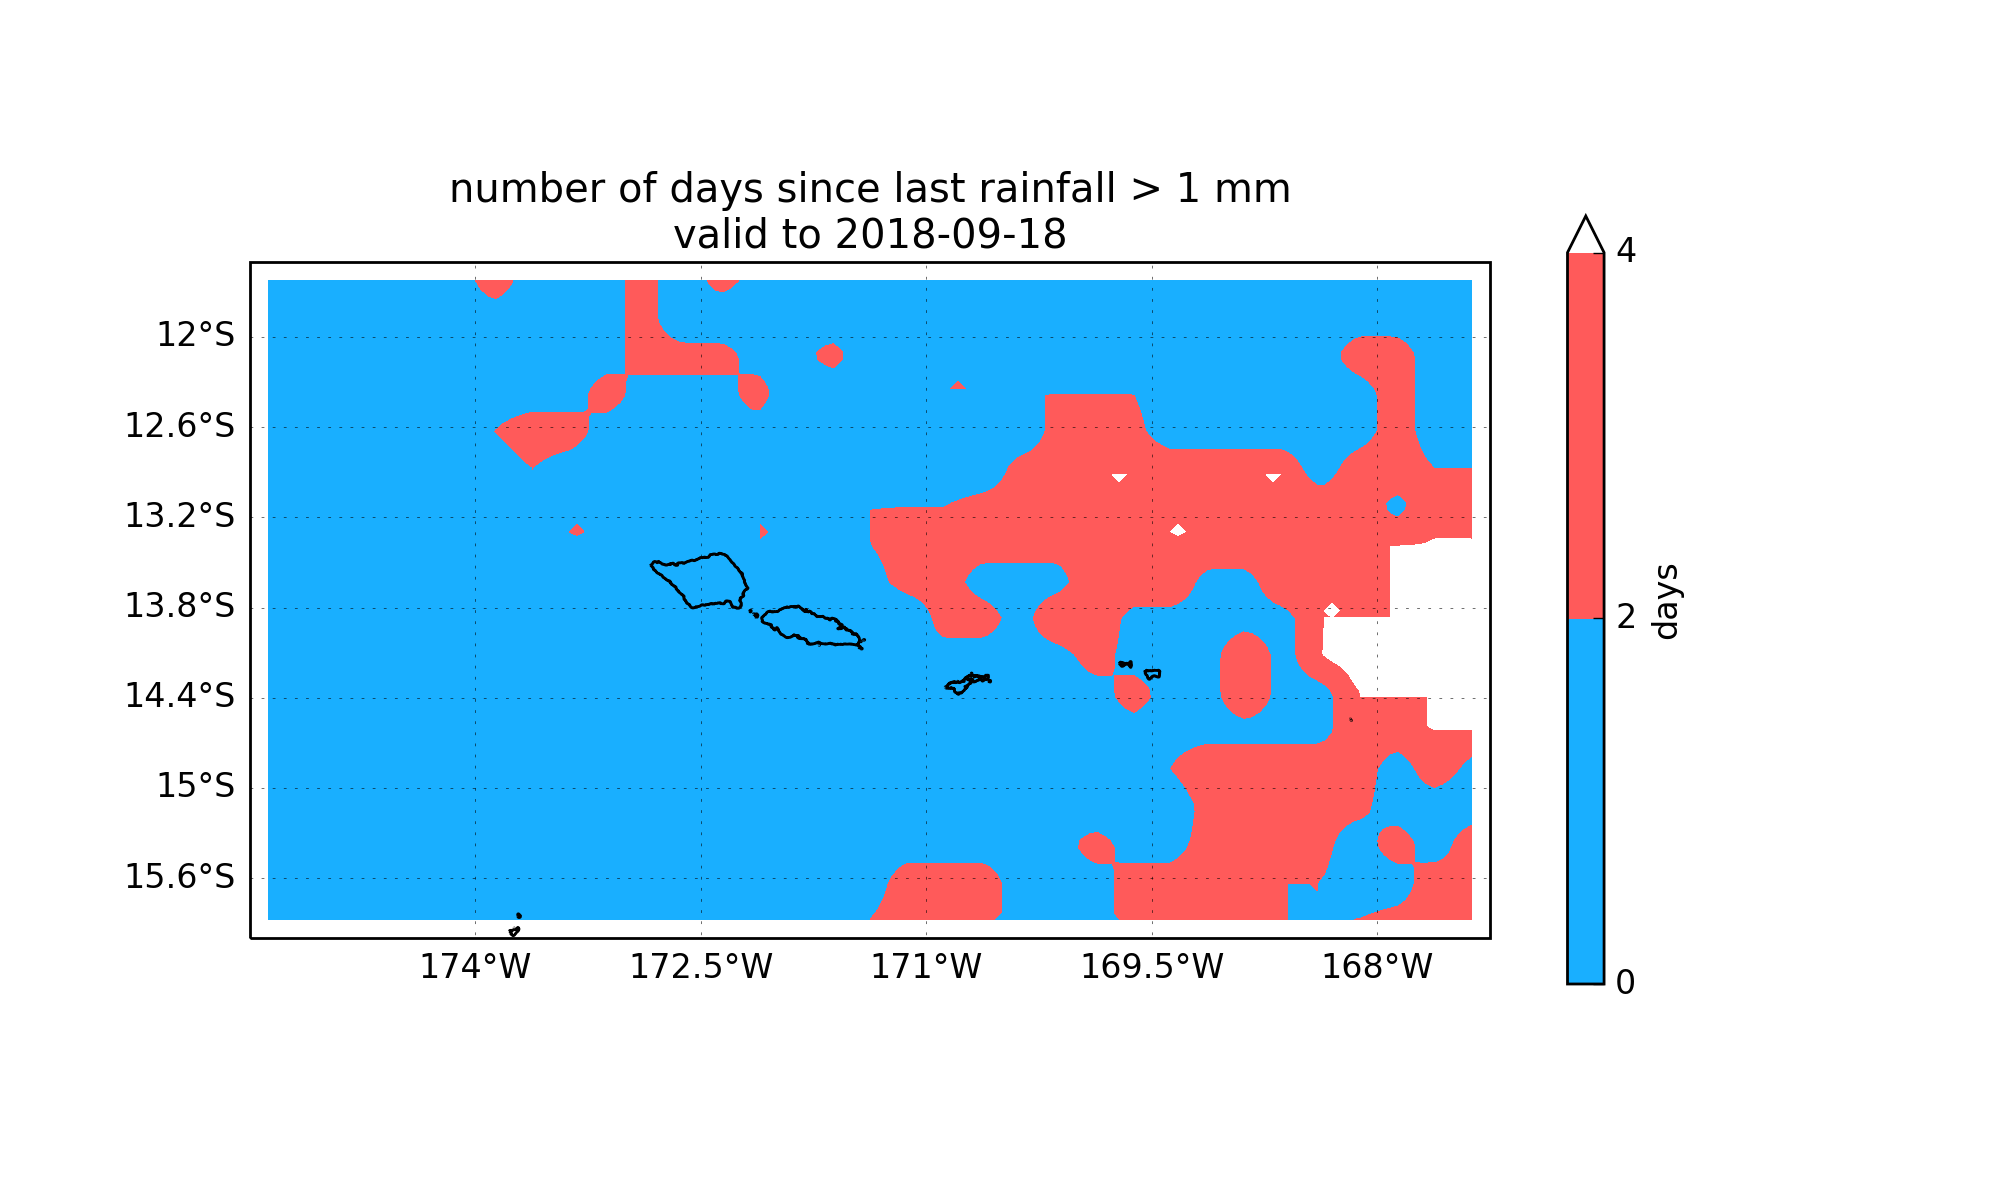 number of days since last rainfall > 1 mm
valid to 2018-09-18
12°S
12.6°S
13.2°S
13.8°S
14.4°S
15°S
15.6°S
174°W
172.5°W
171°W
169.5°W
168°W
4
2
0
days